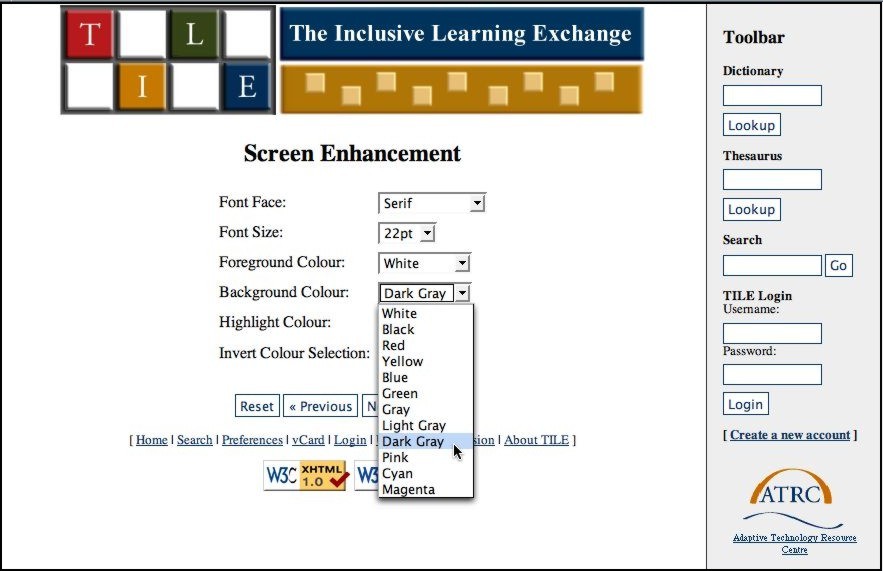 T L
I E
The Inclusive Learning Exchange
Screen Enhancement
Font Face: Serif
Font Size: 22pt
Foreground Colour: White
Background Colour: Dark Gray
White
Black
Red
Yellow
Blue
Green
Gray
Light Gray
Dark Gray
Pink
Cyan
Magenta
Highlight Colour:
Invert Colour Selection:
Reset « Previous N
[ Home | Search | Preferences | vCard | Login | sion | About TILE ]
W3C XHTML 1.0 W3
Toolbar
Dictionary
Lookup
Thesaurus
Lookup
Search
Go
TILE Login
Username:
Password:
Login
[ Create a new account ]
ATRC
Adaptive Technology Resource
Centre